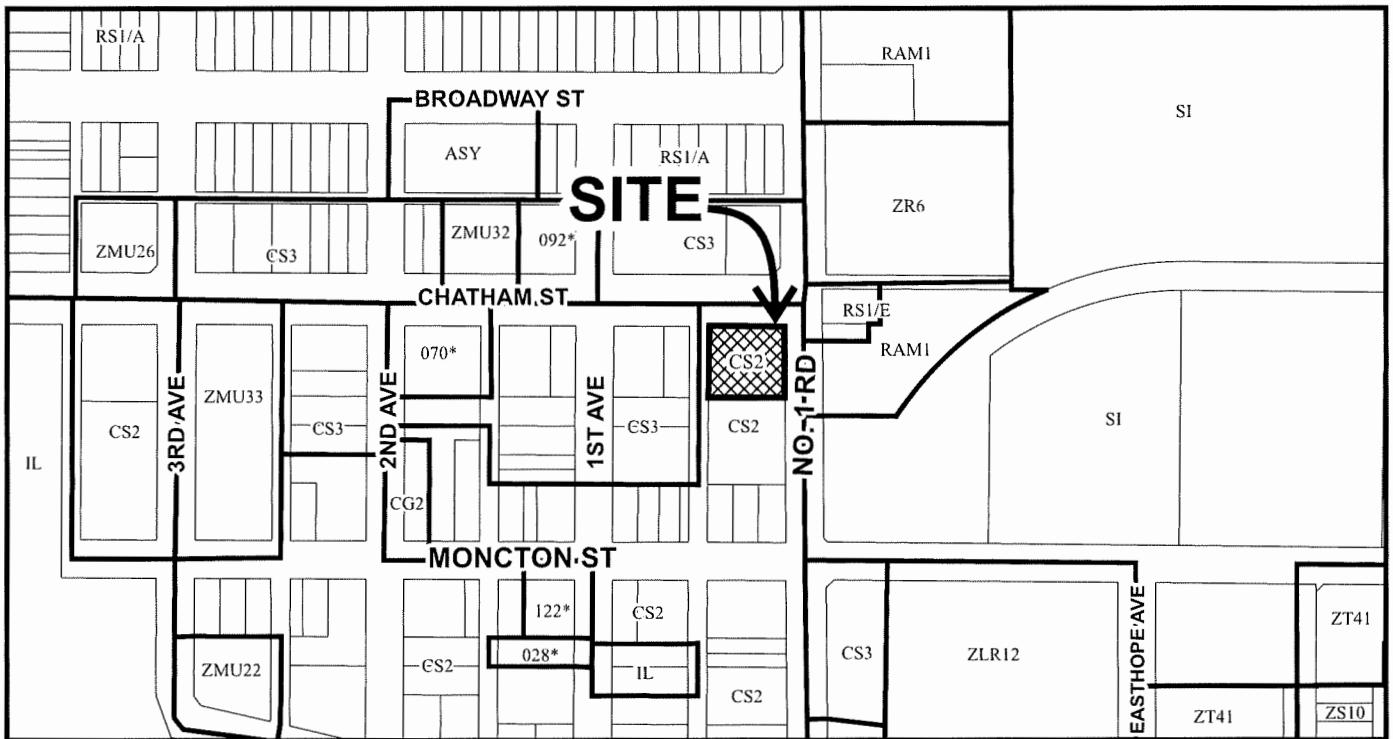 RS1/A
RAM1
SI
BROADWAY ST
ASY
RS1/A
SITE
ZR6
ZMU26
CS3
ZMU32
092*
CS3
CHATHAM ST
RS1/E
070*
CS2
RAM1
3RD AVE
ZMU33
2ND AVE
1ST AVE
NO. 1 RD
CS2
CS3
CS3
CS2
SI
IL
CG2
MONCTON ST
122*
CS2
EASTHOPE AVE
ZT41
028*
CS2
CS3
ZLR12
ZMU22
IL
CS2
ZT41
ZS10